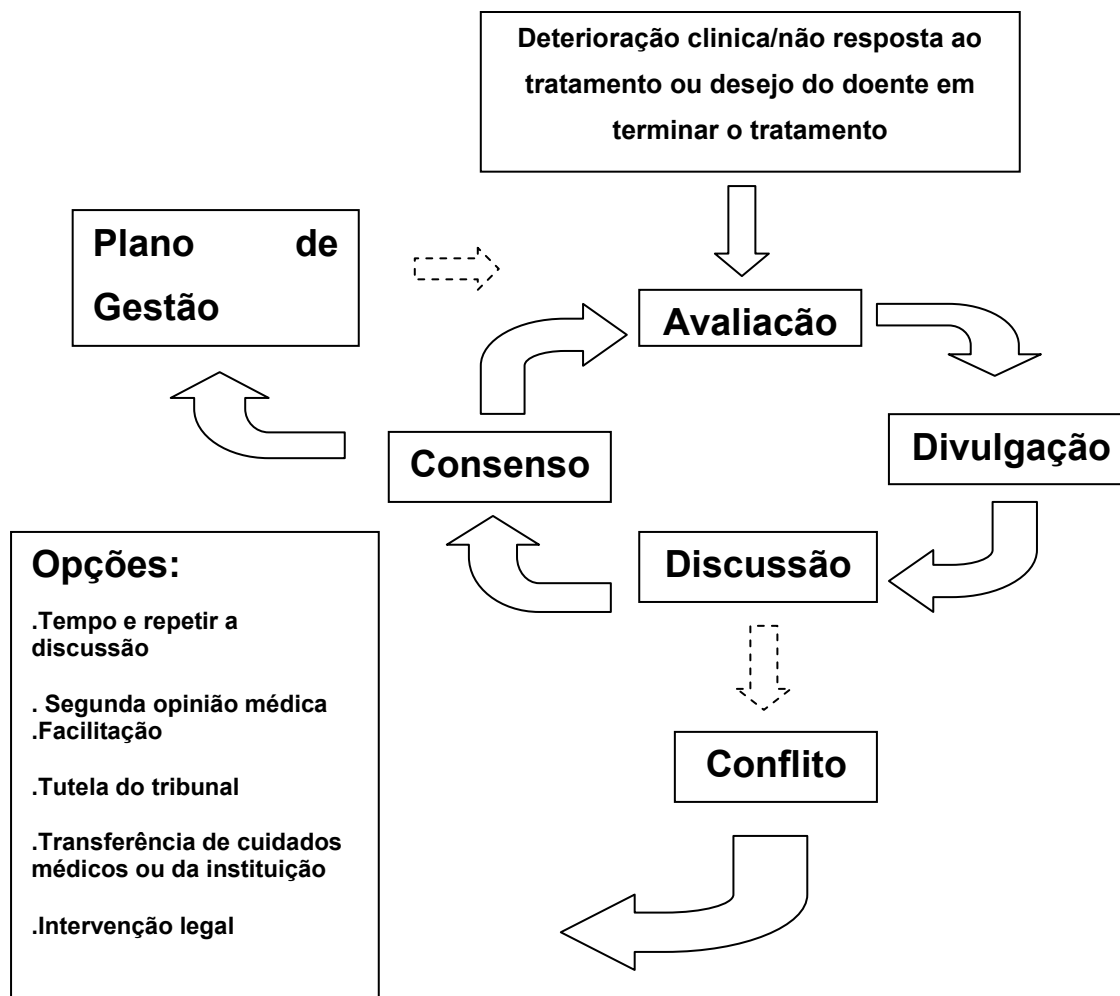 Deterioração clinica/não resposta ao
tratamento ou desejo do doente em
terminar o tratamento
Plano de
Gestão
Avaliação
Divulgação
Consenso
Discussão
Conflito
Opções:
.Tempo e repetir a
discussão
. Segunda opinião médica
.Facilitação
.Tutela do tribunal
.Transferência de cuidados
médicos ou da instituição
.Intervenção legal